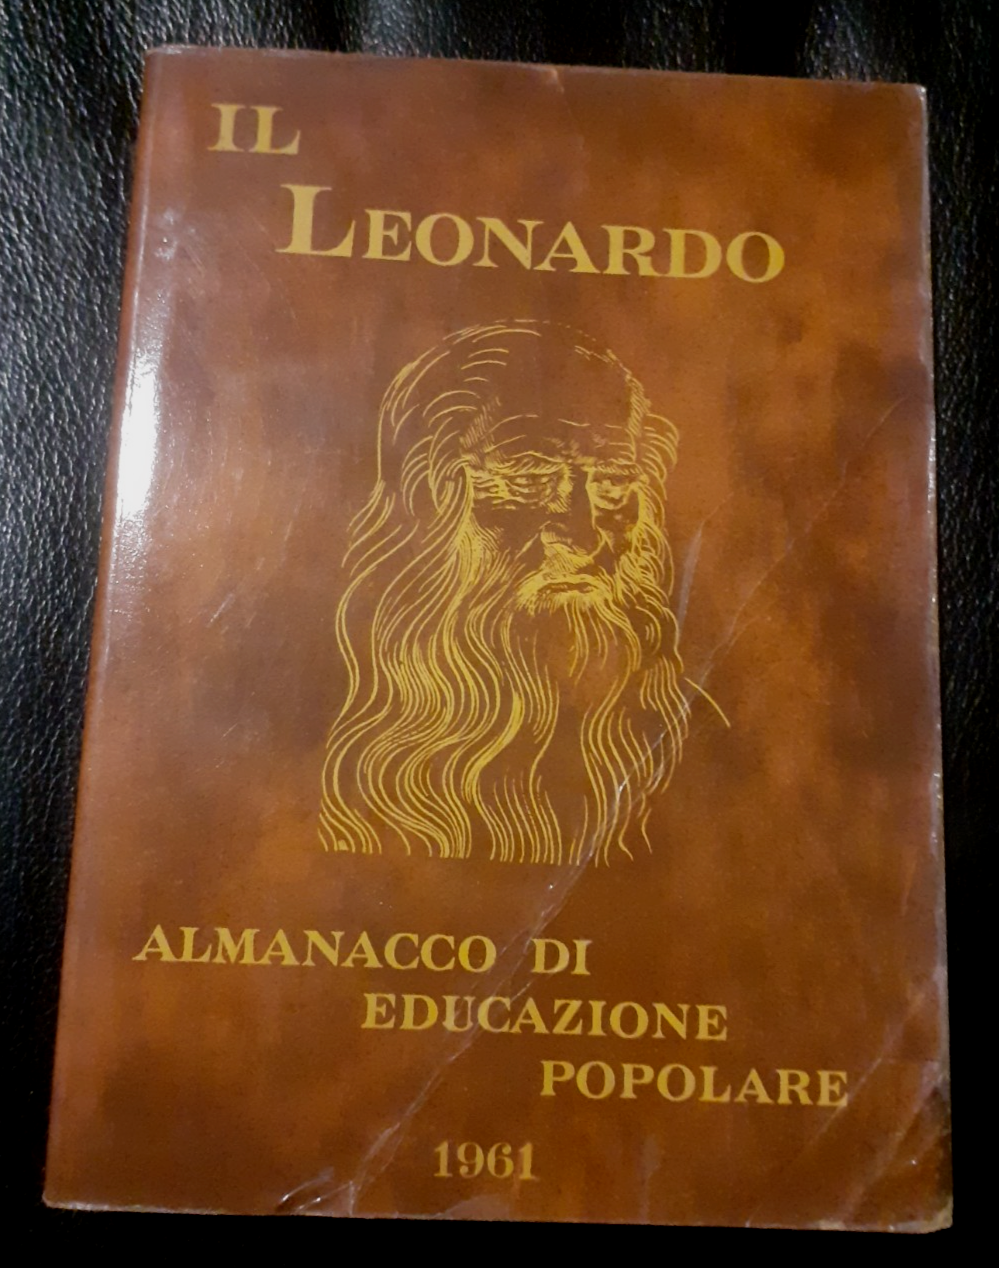 IL
LEONARDO
ALMANACCO DI
EDUCAZIONE
POPOLARE
1961